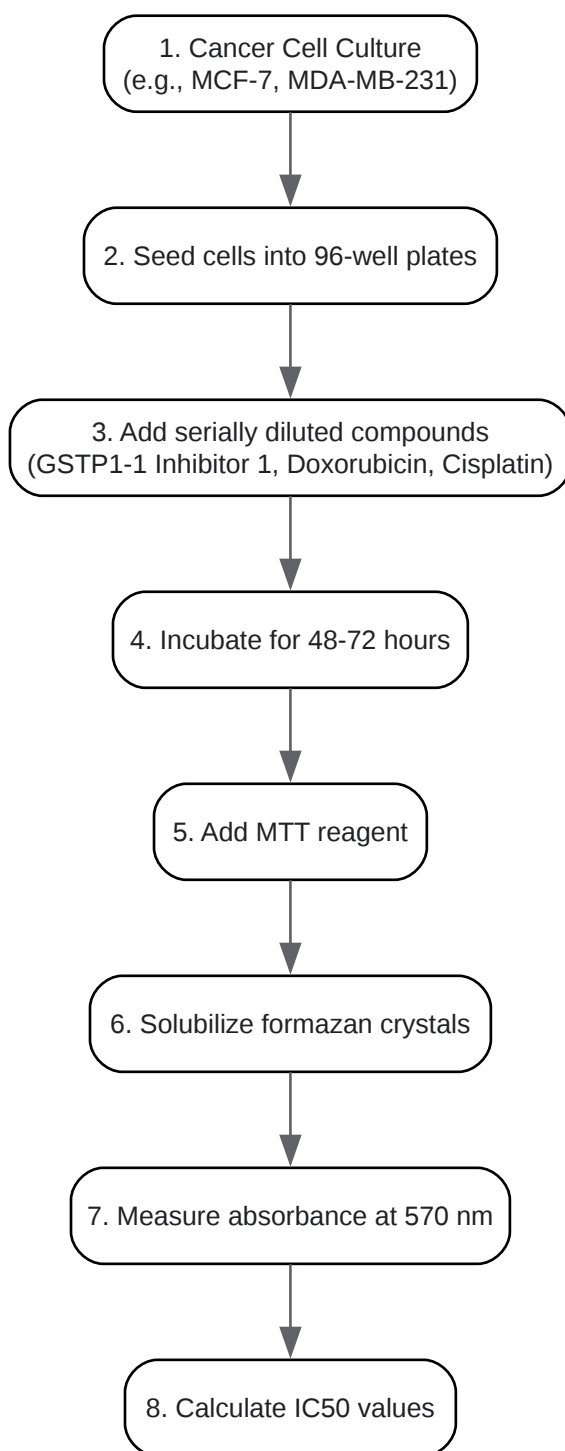 1. Cancer Cell Culture
(e.g., MCF-7, MDA-MB-231)
2. Seed cells into 96-well plates
3. Add serially diluted compounds
(GSTP1-1 Inhibitor 1, Doxorubicin, Cisplatin)
4. Incubate for 48-72 hours
5. Add MTT reagent
6. Solubilize formazan crystals
7. Measure absorbance at 570 nm
8. Calculate IC50 values